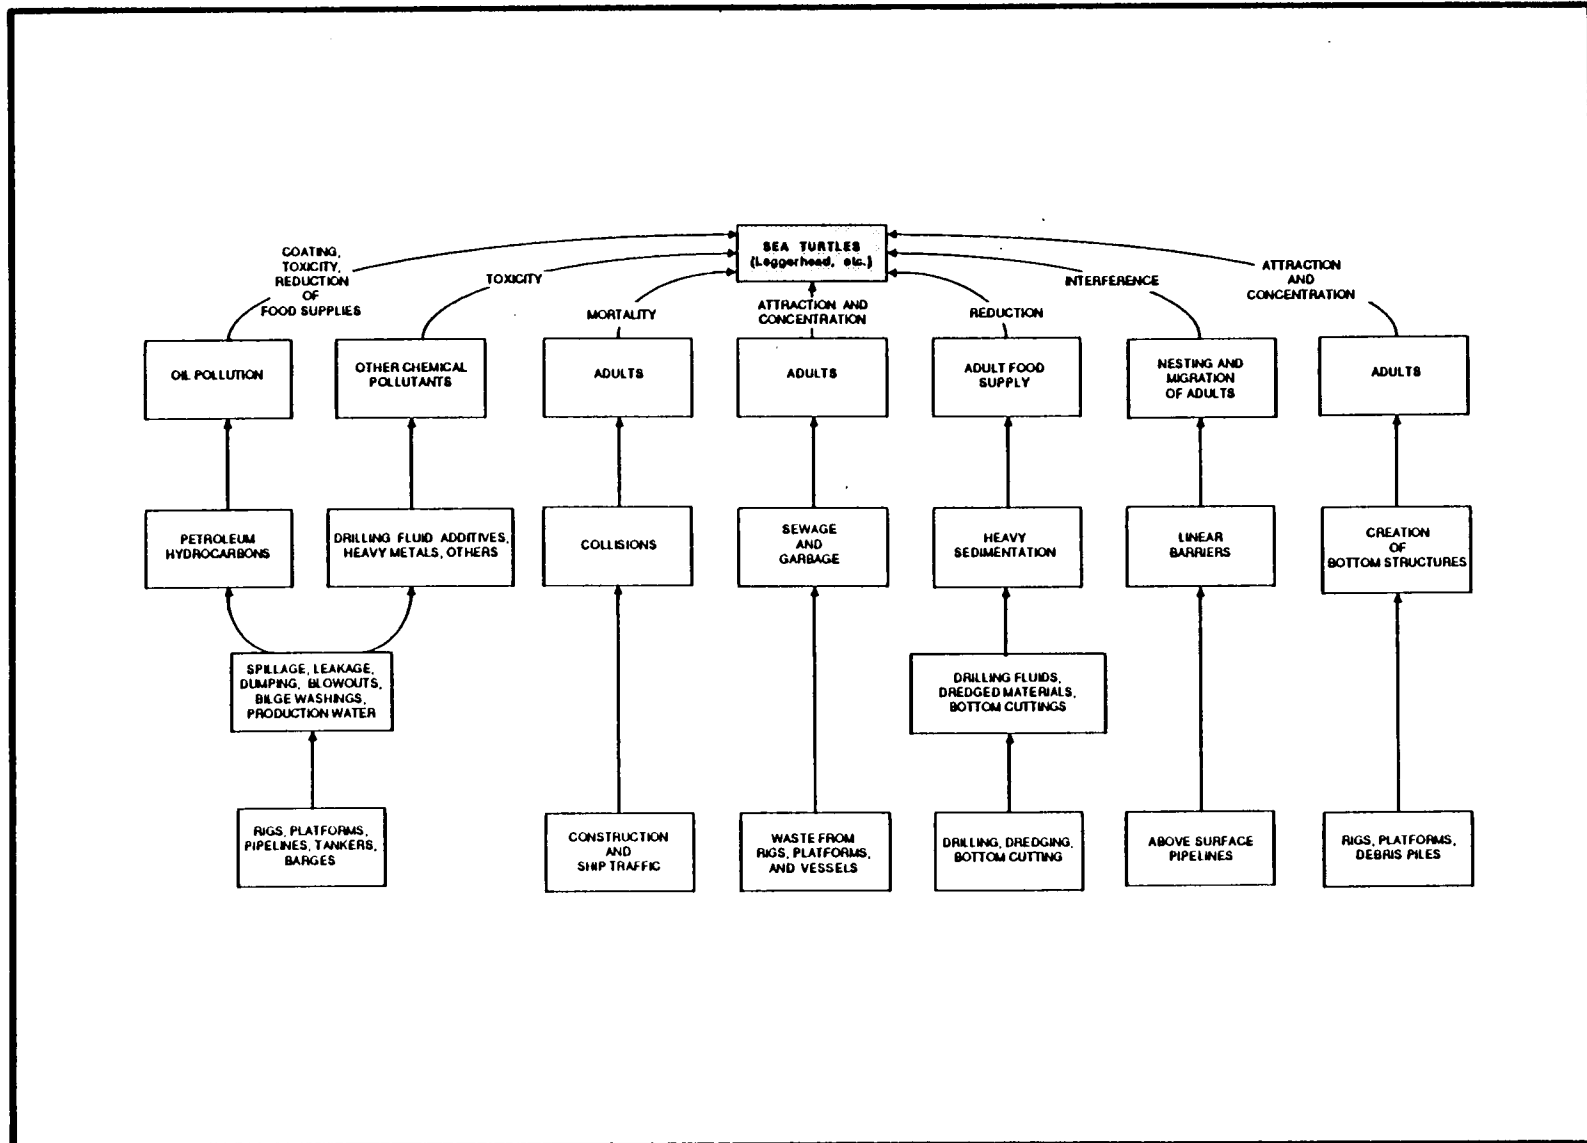 SEA TURTLES
(Loggerhead, etc.)
COATING,
TOXICITY,
REDUCTION
OF
FOOD SUPPLIES
TOXICITY
MORTALITY
ATTRACTION AND
CONCENTRATION
REDUCTION
INTERFERENCE
ATTRACTION
AND
CONCENTRATION
OIL POLLUTION
OTHER CHEMICAL
POLLUTANTS
ADULTS
ADULTS
ADULT FOOD
SUPPLY
NESTING AND
MIGRATION
OF ADULTS
ADULTS
PETROLEUM
HYDROCARBONS
DRILLING FLUID ADDITIVES,
HEAVY METALS, OTHERS
COLLISIONS
SEWAGE
AND
GARBAGE
HEAVY
SEDIMENTATION
LINEAR
BARRIERS
CREATION
OF
BOTTOM STRUCTURES
SPILLAGE, LEAKAGE,
DUMPING, BLOWOUTS,
BILGE WASHINGS,
PRODUCTION WATER
DRILLING FLUIDS,
DREDGED MATERIALS,
BOTTOM CUTTINGS
RIGS, PLATFORMS,
PIPELINES, TANKERS,
BARGES
CONSTRUCTION
AND
SHIP TRAFFIC
WASTE FROM
RIGS, PLATFORMS,
AND VESSELS
DRILLING, DREDGING,
BOTTOM CUTTING
ABOVE SURFACE
PIPELINES
RIGS, PLATFORMS,
DEBRIS PILES